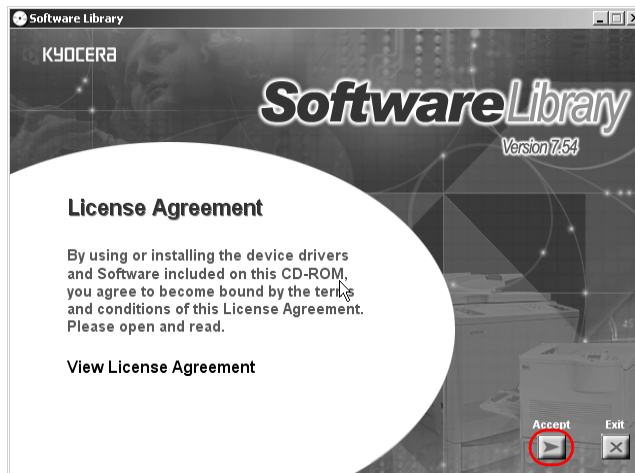 Software Library
KYOCERA
SoftwareLibrary
Version 7.54
License Agreement
By using or installing the device drivers
and Software included on this CD-ROM,
you agree to become bound by the terms
and conditions of this License Agreement.
Please open and read.
View License Agreement
Accept Exit